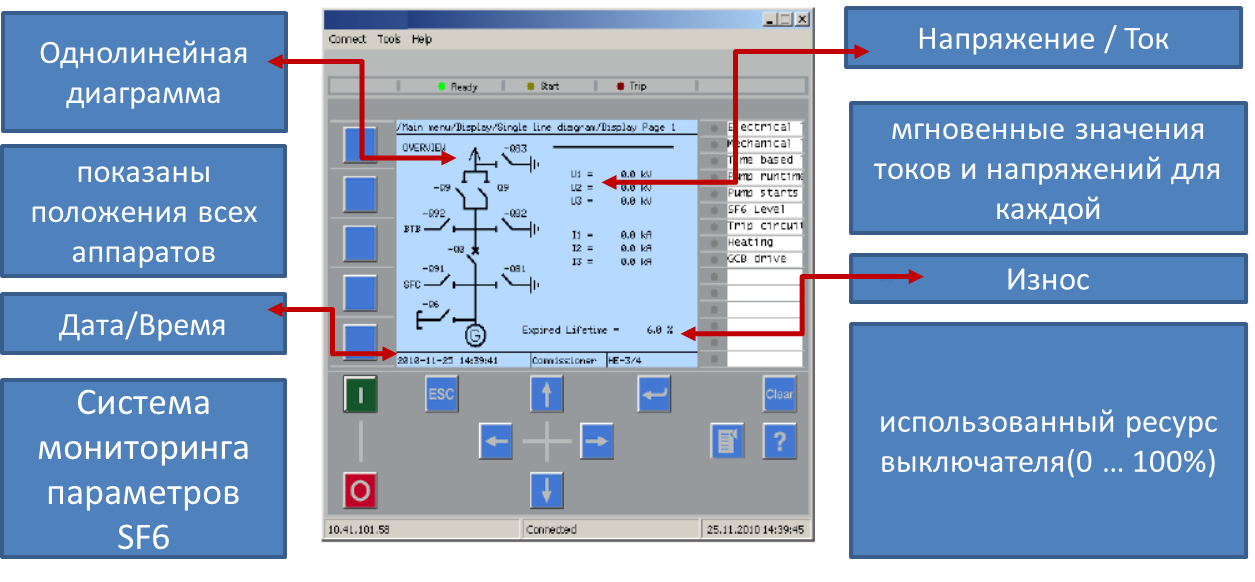 Однолинейная
диаграмма
показаны
положения всех
аппаратов
Дата/Время
Система
мониторинга
параметров
SF6
Connect Tools Help
Ready Start Trip
/Main menu/Display/Single line diagram/Display Page 1
OVERVIEW
-Q83
-Q9 Q9
-Q92 -Q82
BTB
-Q0
-Q91 -Q81
SFC
-Q6
G
U1 = 0.0 kV
U2 = 0.0 kV
U3 = 0.0 kV
I1 = 0.0 kA
I2 = 0.0 kA
I3 = 0.0 kA
Expired Lifetime = 6.0 %
2010-11-25 14:39:41 Commissioner HE-3/4
Electrical
Mechanical
Time based
Pump runtime
Pump starts
SF6 Level
Trip circuit
Heating
GCB drive
I
ESC
Clear
?
O
10.41.101.58 Connected 25.11.2010 14:39:45
Напряжение / Ток
мгновенные значения
токов и напряжений для
каждой
Износ
использованный ресурс
выключателя(0 ... 100%)